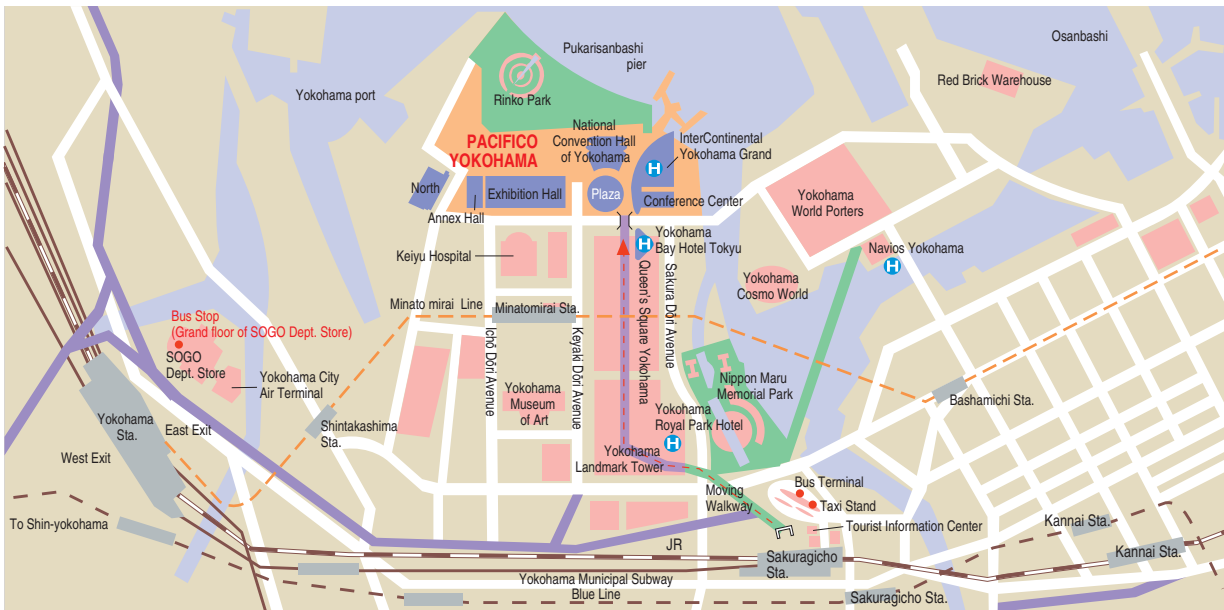 Pukarisanbashi
pier
Osanbashi
Red Brick Warehouse
Yokohama port
Rinko Park
National
Convention Hall
of Yokohama
InterContinental
Yokohama Grand
PACIFICO
YOKOHAMA
H
North
Exhibition Hall
Plaza
Conference Center
Annex Hall
Yokohama
World Porters
Keiyu Hospital
H
Yokohama
Bay Hotel Tokyu
Navios Yokohama
H
Yokohama
Cosmo World
Queen's Square Yokohama
Sakura Dōri Avenue
Minato mirai Line
Minatomirai Sta.
Bus Stop
(Grand floor of SOGO Dept. Store)
SOGO
Dept. Store
Yokohama City
Air Terminal
Ichō Dōri Avenue
Keyaki Dōri Avenue
Yokohama
Museum
of Art
Nippon Maru
Memorial Park
Bashamichi Sta.
Yokohama
Sta.
East Exit
West Exit
Shintakashima
Sta.
Yokohama
Royal Park Hotel
H
Yokohama
Landmark Tower
Moving
Walkway
Bus Terminal
Taxi Stand
Tourist Information Center
To Shin-yokohama
JR
Sakuragicho
Sta.
Kannai Sta.
Kannai Sta.
Yokohama Municipal Subway
Blue Line
Sakuragicho Sta.